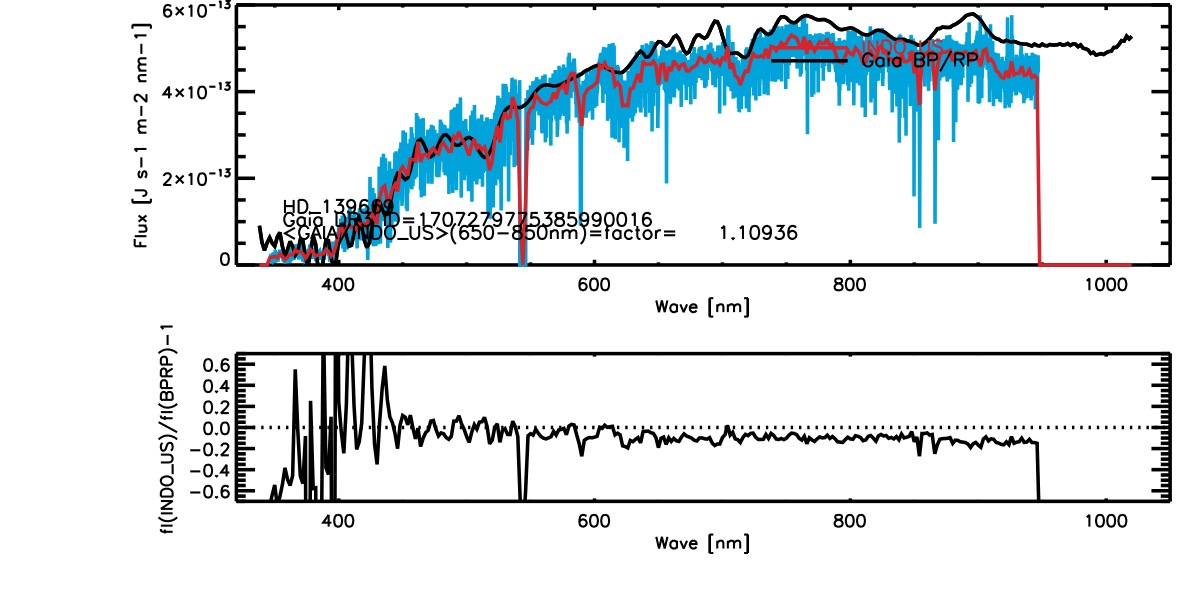 6×10−13
4×10−13
2×10−13
0
Flux [J s−1 m−2 nm−1]
INDO_US
Gaia BP/RP
HD_139669
Gaia DR3 ID=1707279775385990016
<GAIA/INDO_US>(650−850nm)=factor= 1.10936
400 600 800 1000
Wave [nm]
0.6
0.4
0.2
0.0
−0.2
−0.4
−0.6
fl(INDO_US)/fl(BPRP)−1
400 600 800 1000
Wave [nm]